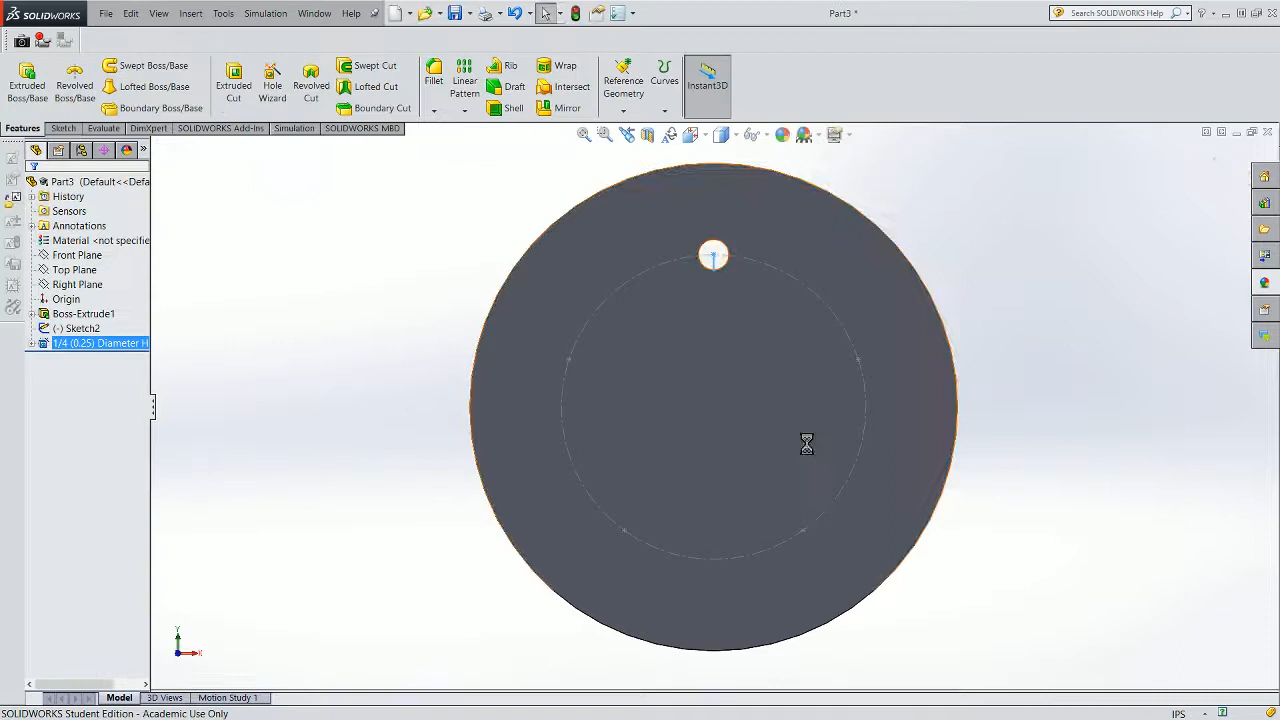 SOLIDWORKS File Edit View Insert Tools Simulation Window Help Part3 * Search SOLIDWORKS Help
Extruded Boss/Base
Revolved Boss/Base
Swept Boss/Base
Lofted Boss/Base
Boundary Boss/Base
Extruded Cut
Hole Wizard
Revolved Cut
Swept Cut
Lofted Cut
Boundary Cut
Fillet
Linear Pattern
Rib
Draft
Shell
Wrap
Intersect
Mirror
Reference Geometry
Curves
Instant3D
Features Sketch Evaluate DimXpert SOLIDWORKS Add-Ins Simulation SOLIDWORKS MBD
Part3 (Default<<Defa
History
Sensors
Annotations
Material <not specifie
Front Plane
Top Plane
Right Plane
Origin
Boss-Extrude1
(-) Sketch2
1/4 (0.25) Diameter H
Y
X
Model 3D Views Motion Study 1
SOLIDWORKS Student Edition - Academic Use Only IPS